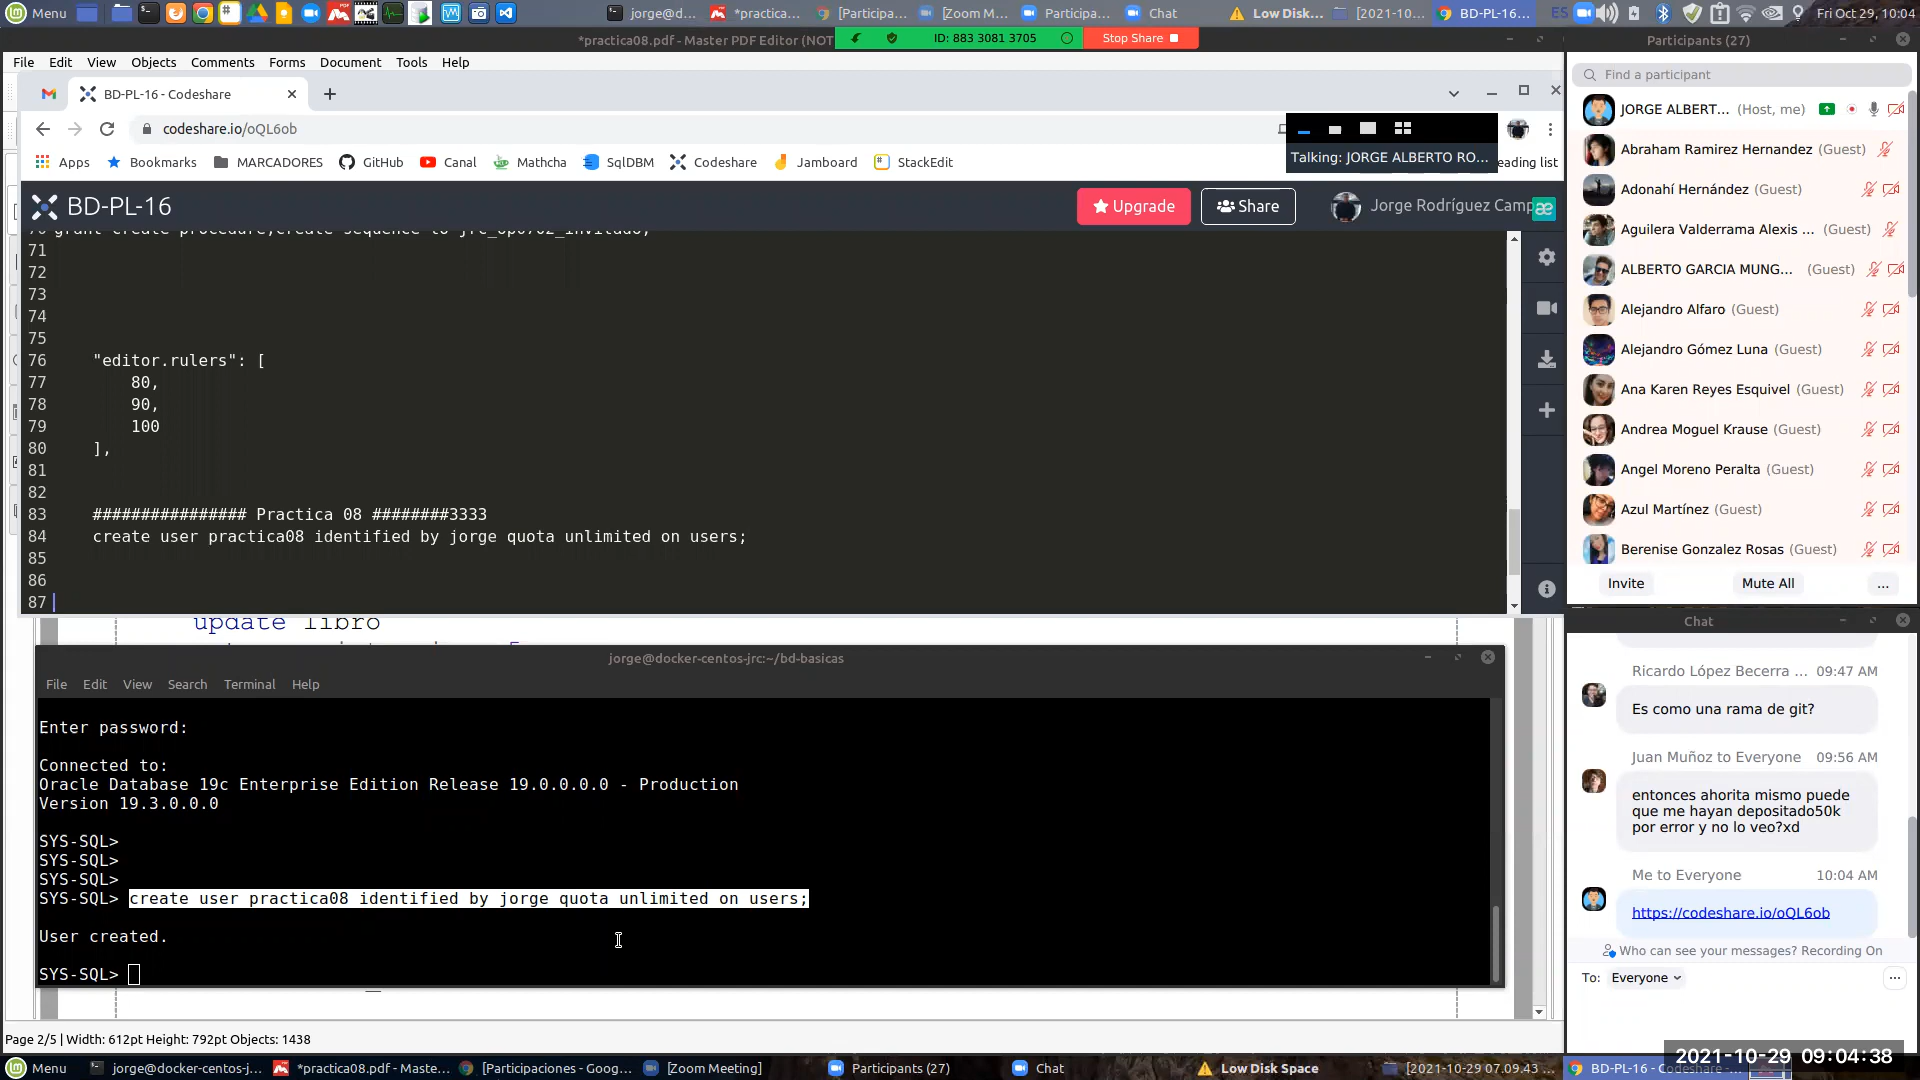 Menu
jorge@d...
*practica...
[Participa...
[Zoom M...
Participa...
Chat
Low Disk...
[2021-10...
BD-PL-16...
ES
Fri Oct 29, 10:04
*practica08.pdf - Master PDF Editor (NOT
ID: 883 3081 3705
Stop Share
File Edit View Objects Comments Forms Document Tools Help
BD-PL-16 - Codeshare
codeshare.io/oQL6ob
Talking: JORGE ALBERTO RO...
Apps
Bookmarks
MARCADORES
GitHub
Canal
Mathcha
SqlDBM
Codeshare
Jamboard
StackEdit
eading list
BD-PL-16
Upgrade
Share
Jorge Rodríguez Camp
71
72
73
74
75
76 "editor.rulers": [
77 80,
78 90,
79 100
80 ],
81
82
83 ################ Practica 08 ########3333
84 create user practica08 identified by jorge quota unlimited on users;
85
86
87
update libro
jorge@docker-centos-jrc:~/bd-basicas
File Edit View Search Terminal Help
Enter password:
Connected to:
Oracle Database 19c Enterprise Edition Release 19.0.0.0.0 - Production
Version 19.3.0.0.0
SYS-SQL>
SYS-SQL>
SYS-SQL>
SYS-SQL> create user practica08 identified by jorge quota unlimited on users;
User created.
SYS-SQL>
Page 2/5 | Width: 612pt Height: 792pt Objects: 1438
Participants (27)
Find a participant
JORGE ALBERT... (Host, me)
Abraham Ramirez Hernandez (Guest)
Adonahí Hernández (Guest)
Aguilera Valderrama Alexis ... (Guest)
ALBERTO GARCIA MUNG... (Guest)
Alejandro Alfaro (Guest)
Alejandro Gómez Luna (Guest)
Ana Karen Reyes Esquivel (Guest)
Andrea Moguel Krause (Guest)
Angel Moreno Peralta (Guest)
Azul Martínez (Guest)
Berenise Gonzalez Rosas (Guest)
Invite
Mute All
...
Chat
Ricardo López Becerra ... 09:47 AM
Es como una rama de git?
Juan Muñoz to Everyone 09:56 AM
entonces ahorita mismo puede
que me hayan depositado50k
por error y no lo veo?xd
Me to Everyone 10:04 AM
https://codeshare.io/oQL6ob
Who can see your messages? Recording On
To: Everyone
Menu
jorge@docker-centos-j...
*practica08.pdf - Maste...
[Participaciones - Goog...
[Zoom Meeting]
Participants (27)
Chat
Low Disk Space
[2021-10-29 07.09.43 ...
BD-PL-16 - Codeshare -...
2021-10-29 09:04:38